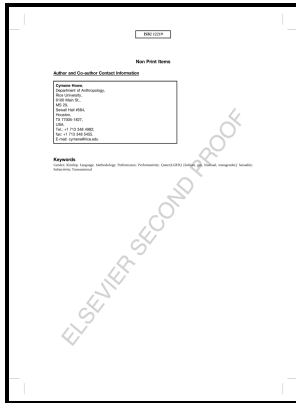 ISB2 12219
Non Print Items
Author and Co-author Contact Information
Cymene Howe,
Department of Anthropology,
Rice University,
6100 Main St.,
MS 20,
Sewall Hall #584,
Houston,
TX 77005-1827,
USA.
Tel.: +1 713 348 4982;
fax: +1 713 348 5455.
E-mail: cymene@rice.edu
Keywords
Gender; Kinship; Language; Methodology; Performance; Performativity; Queer/LGBTQ (lesbian, gay, bisexual, transgender); Sexuality;
Subjectivity; Transnational
ELSEVIER SECOND PROOF